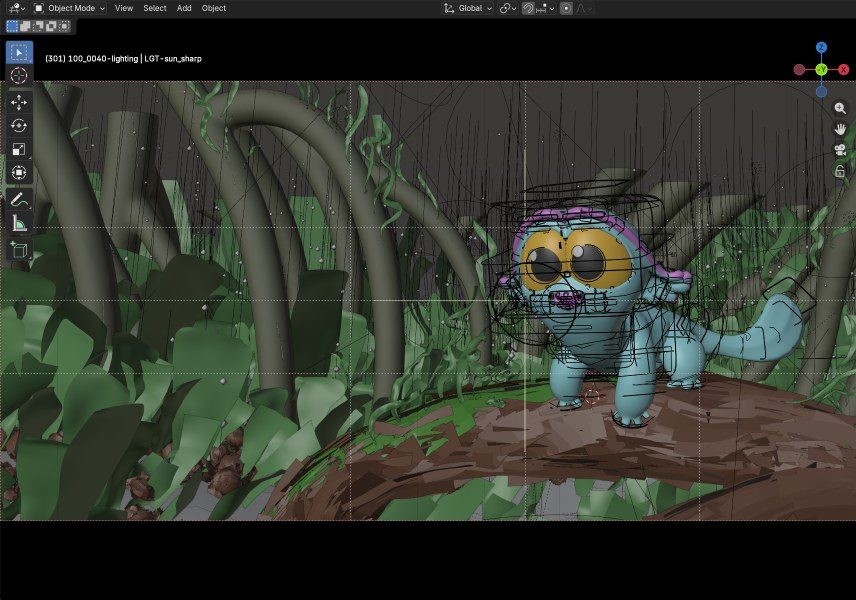 Object Mode View Select Add Object Global
(301) 100_0040-lighting | LGT-sun_sharp
Z
Y
X